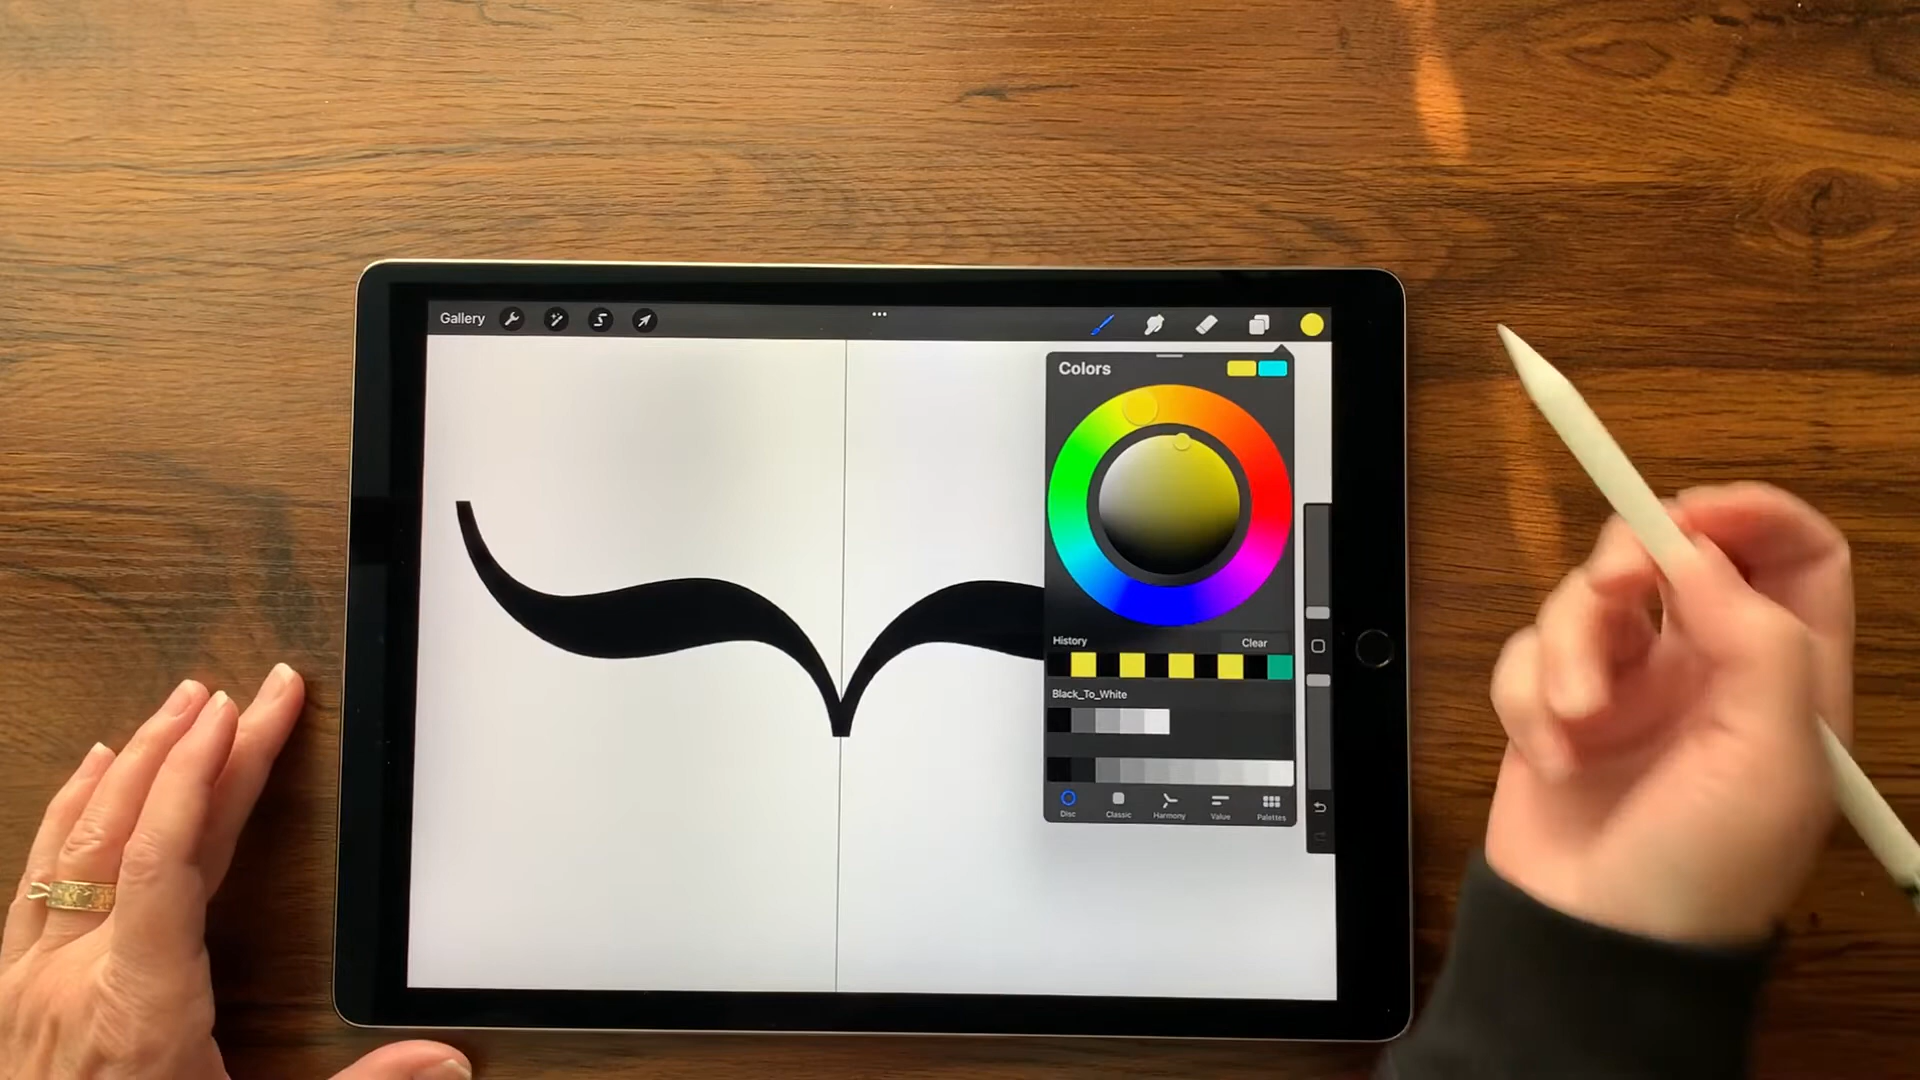 Gallery
Colors
History Clear
Black_To_White
Disc Classic Harmony Value Palettes